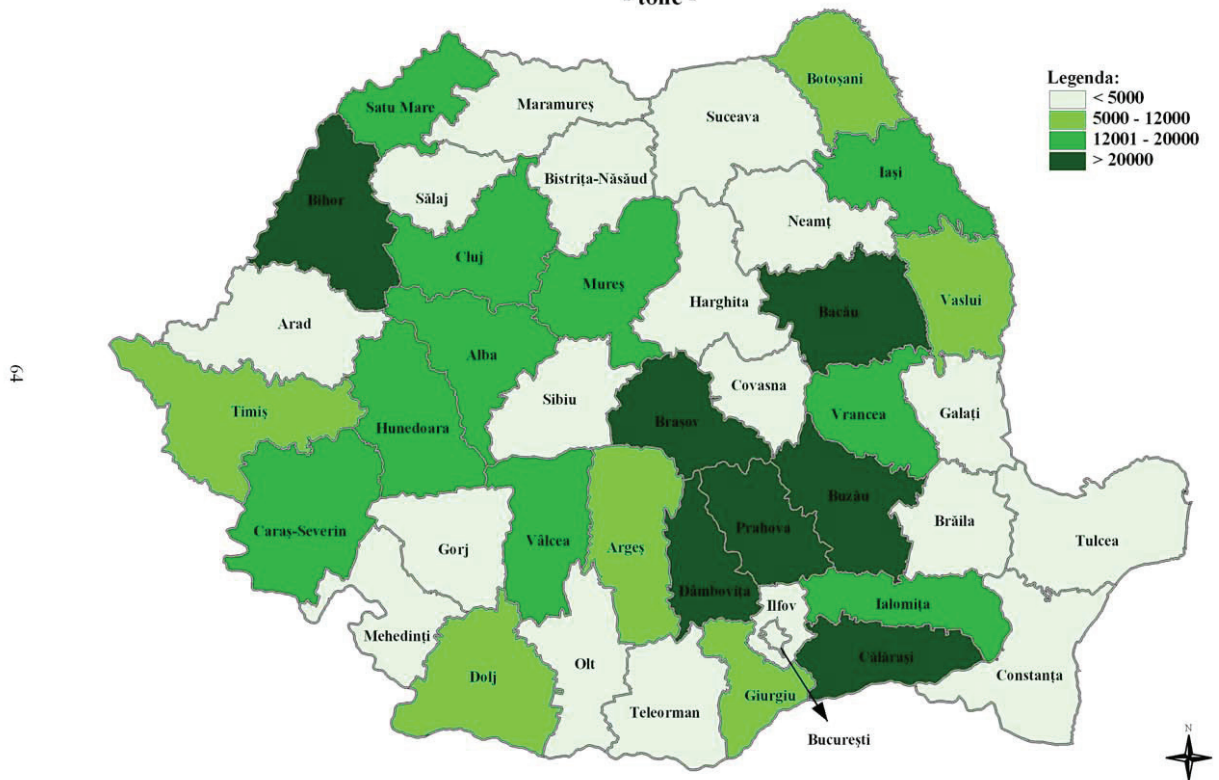 - tone -
Legenda:
< 5000
5000 - 12000
12001 - 20000
> 20000
Botoșani
Satu Mare
Maramureș
Suceava
Iași
Bistrița-Năsăud
Sălaj
Bihor
Neamț
Cluj
Mureș
Harghita
Bacău
Vaslui
Arad
Alba
Covasna
Sibiu
Timiș
Brașov
Vrancea
Galați
Hunedoara
Buzău
Caraș-Severin
Prahova
Brăila
Vâlcea
Argeș
Tulcea
Gorj
Dâmbovița
Ilfov
Ialomița
Mehedinți
Călărași
Olt
Constanța
Dolj
Giurgiu
Teleorman
București
N
64